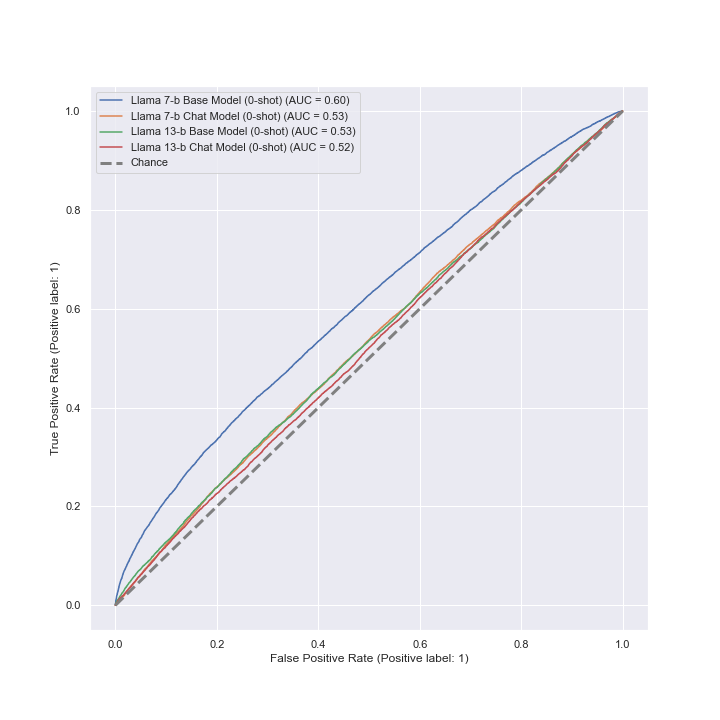 Llama 7-b Base Model (0-shot) (AUC = 0.60)
Llama 7-b Chat Model (0-shot) (AUC = 0.53)
Llama 13-b Base Model (0-shot) (AUC = 0.53)
Llama 13-b Chat Model (0-shot) (AUC = 0.52)
Chance
1.0
0.8
0.6
0.4
0.2
0.0
True Positive Rate (Positive label: 1)
0.0 0.2 0.4 0.6 0.8 1.0
False Positive Rate (Positive label: 1)